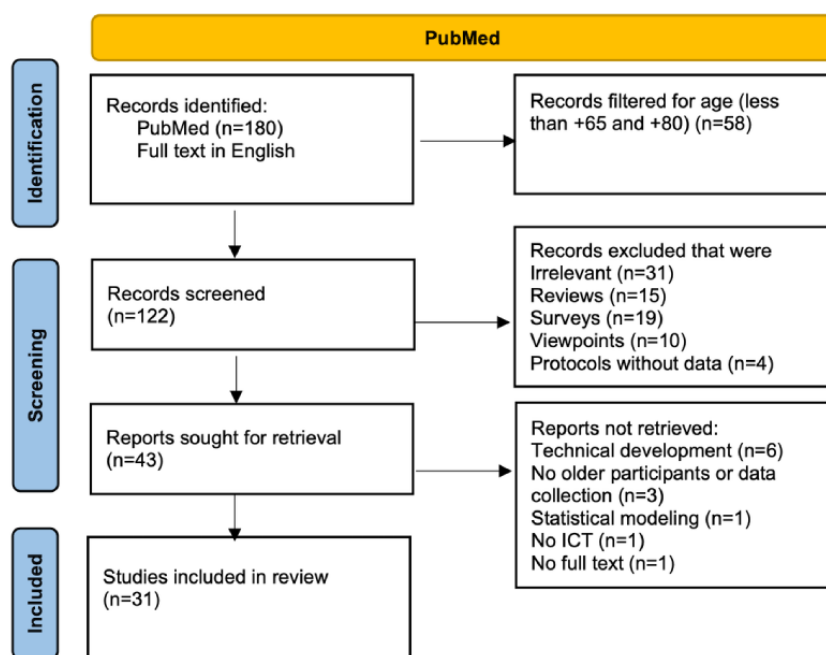 PubMed
Identification
Records identified:
PubMed (n=180)
Full text in English
Records filtered for age (less
than +65 and +80) (n=58)
Screening
Records screened
(n=122)
Records excluded that were
Irrelevant (n=31)
Reviews (n=15)
Surveys (n=19)
Viewpoints (n=10)
Protocols without data (n=4)
Reports sought for retrieval
(n=43)
Reports not retrieved:
Technical development (n=6)
No older participants or data
collection (n=3)
Statistical modeling (n=1)
No ICT (n=1)
No full text (n=1)
Included
Studies included in review
(n=31)